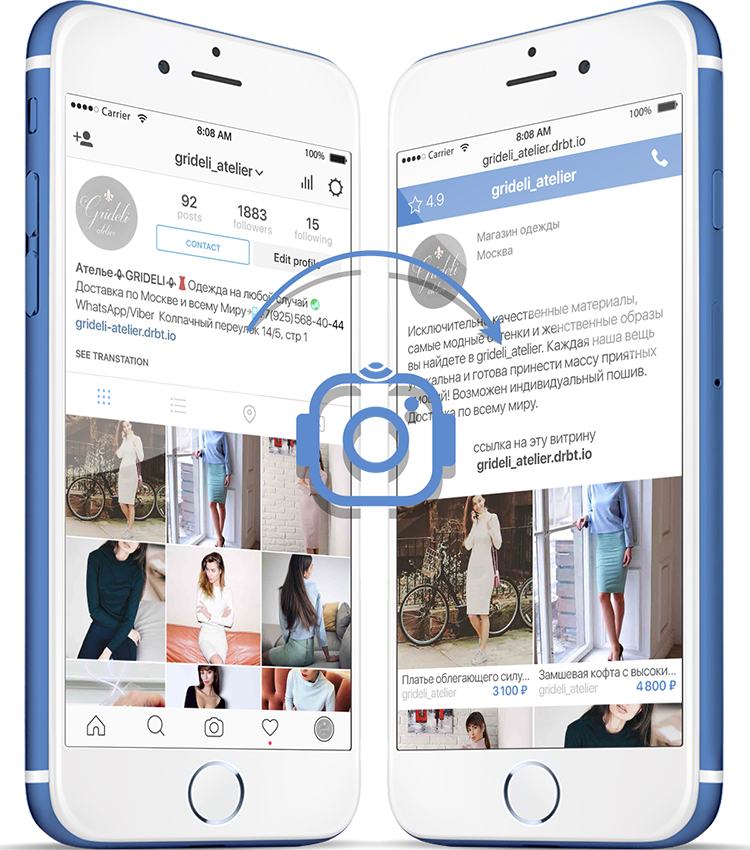 Carrier
8:08 AM
100%
grideli_atelier
92
posts
1883
followers
15
following
Grideli
atelier
CONTACT
Edit profile
Ателье GRIDELI Одежда на любой случай
Доставка по Москве и всему Миру 7(925)568-40-44
WhatsApp/Viber Колпачный переулок 14/5, стр 1
grideli-atelier.drbt.io
SEE TRANSTATION
Carrier
8:08 AM
100%
grideli_atelier.drbt.io
4.9
grideli_atelier
Grideli
Магазин одежды
Москва
Исключительно качественные материалы,
самые модные оттенки и женственные образы
вы найдете в grideli_atelier. Каждая наша вещь
уникальна и готова принести массу приятных
эмоций! Возможен индивидуальный пошив.
Доставка по всему миру.
ссылка на эту витрину
grideli_atelier.drbt.io
Платье облегающего силу...
grideli_atelier
3 100 ₽
Замшевая кофта с высоки...
grideli_atelier
4 800 ₽